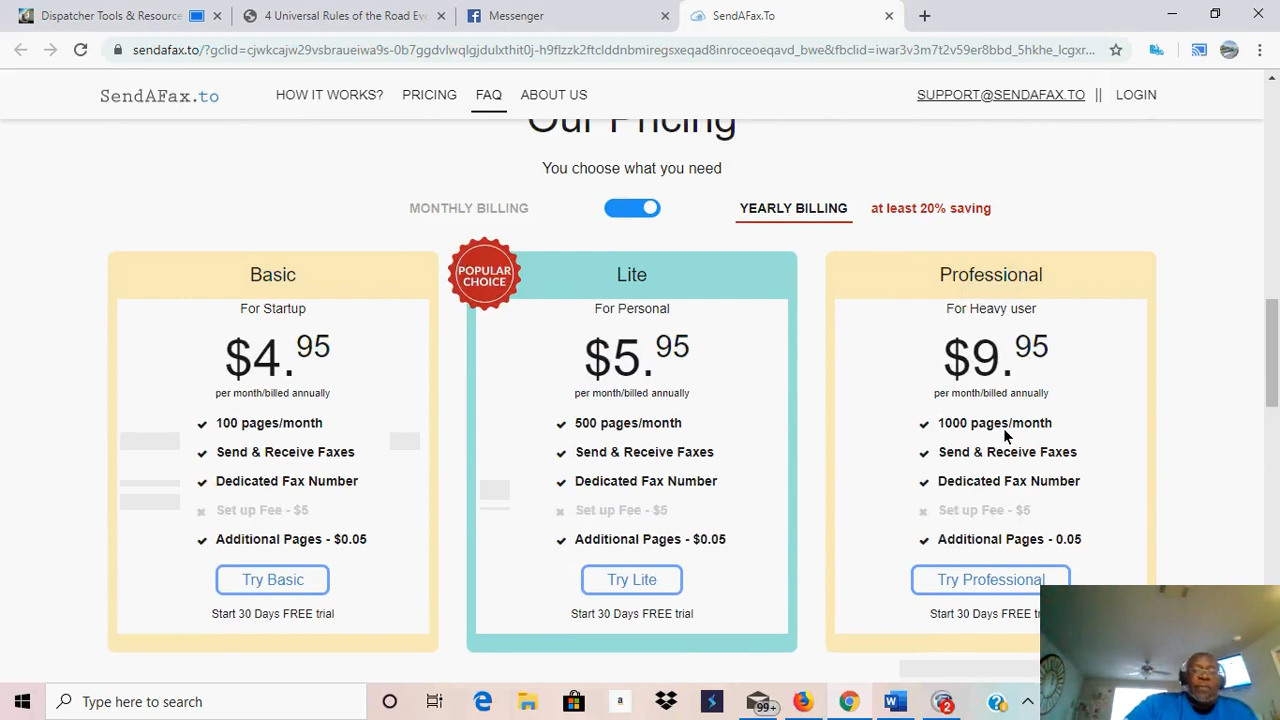 Dispatcher Tools & Resource
4 Universal Rules of the Road Eve
Messenger
SendAFax.To
sendafax.to/?gclid=cjwkcajw29vsbraueiwa9s-0b7ggdvlwqlgjdulxthit0j-h9flzzk2ftclddnbmiregsxeqad8inroceoeqavd_bwe&fbclid=iwar3v3m7t2v59er8bbd_5hkhe_lcgxr...
SendAFax.to
HOW IT WORKS?
PRICING
FAQ
ABOUT US
SUPPORT@SENDAFAX.TO
||
LOGIN
Our Pricing
You choose what you need
MONTHLY BILLING
YEARLY BILLING
at least 20% saving
Basic
For Startup
$4.95
per month/billed annually
100 pages/month
Send & Receive Faxes
Dedicated Fax Number
Set up Fee - $5
Additional Pages - $0.05
Try Basic
Start 30 Days FREE trial
POPULAR
CHOICE
Lite
For Personal
$5.95
per month/billed annually
500 pages/month
Send & Receive Faxes
Dedicated Fax Number
Set up Fee - $5
Additional Pages - $0.05
Try Lite
Start 30 Days FREE trial
Professional
For Heavy user
$9.95
per month/billed annually
1000 pages/month
Send & Receive Faxes
Dedicated Fax Number
Set up Fee - $5
Additional Pages - 0.05
Try Professional
Start 30 Days FREE tr
Type here to search
99+
2